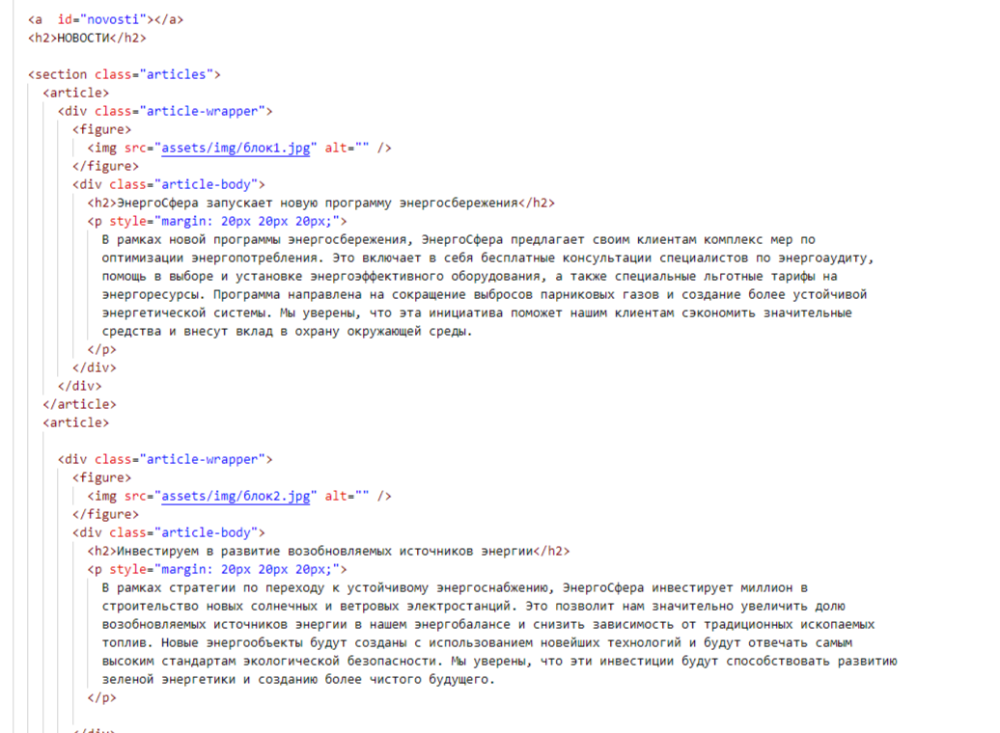 <a  id="novosti"></a>
<h2>НОВОСТИ</h2>
<section class="articles">
<article>
<div class="article-wrapper">
<figure>
<img src="assets/img/блок1.jpg" alt="" />
</figure>
<div class="article-body">
<h2>ЭнергоСфера запускает новую программу энергосбережения</h2>
<p style="margin: 20px 20px 20px;">
В рамках новой программы энергосбережения, ЭнергоСфера предлагает своим клиентам комплекс мер по
оптимизации энергопотребления. Это включает в себя бесплатные консультации специалистов по энергоаудиту,
помощь в выборе и установке энергоэффективного оборудования, а также специальные льготные тарифы на
энергоресурсы. Программа направлена на сокращение выбросов парниковых газов и создание более устойчивой
энергетической системы. Мы уверены, что эта инициатива поможет нашим клиентам сэкономить значительные
средства и внесут вклад в охрану окружающей среды.
</p>
</div>
</div>
</article>
<article>
<div class="article-wrapper">
<figure>
<img src="assets/img/блок2.jpg" alt="" />
</figure>
<div class="article-body">
<h2>Инвестируем в развитие возобновляемых источников энергии</h2>
<p style="margin: 20px 20px 20px;">
В рамках стратегии по переходу к устойчивому энергоснабжению, ЭнергоСфера инвестирует миллион в
строительство новых солнечных и ветровых электростанций. Это позволит нам значительно увеличить долю
возобновляемых источников энергии в нашем энергобалансе и снизить зависимость от традиционных ископаемых
топлив. Новые энергообъекты будут созданы с использованием новейших технологий и будут отвечать самым
высоким стандартам экологической безопасности. Мы уверены, что эти инвестиции будут способствовать развитию
зеленой энергетики и созданию более чистого будущего.
</p>
</div>